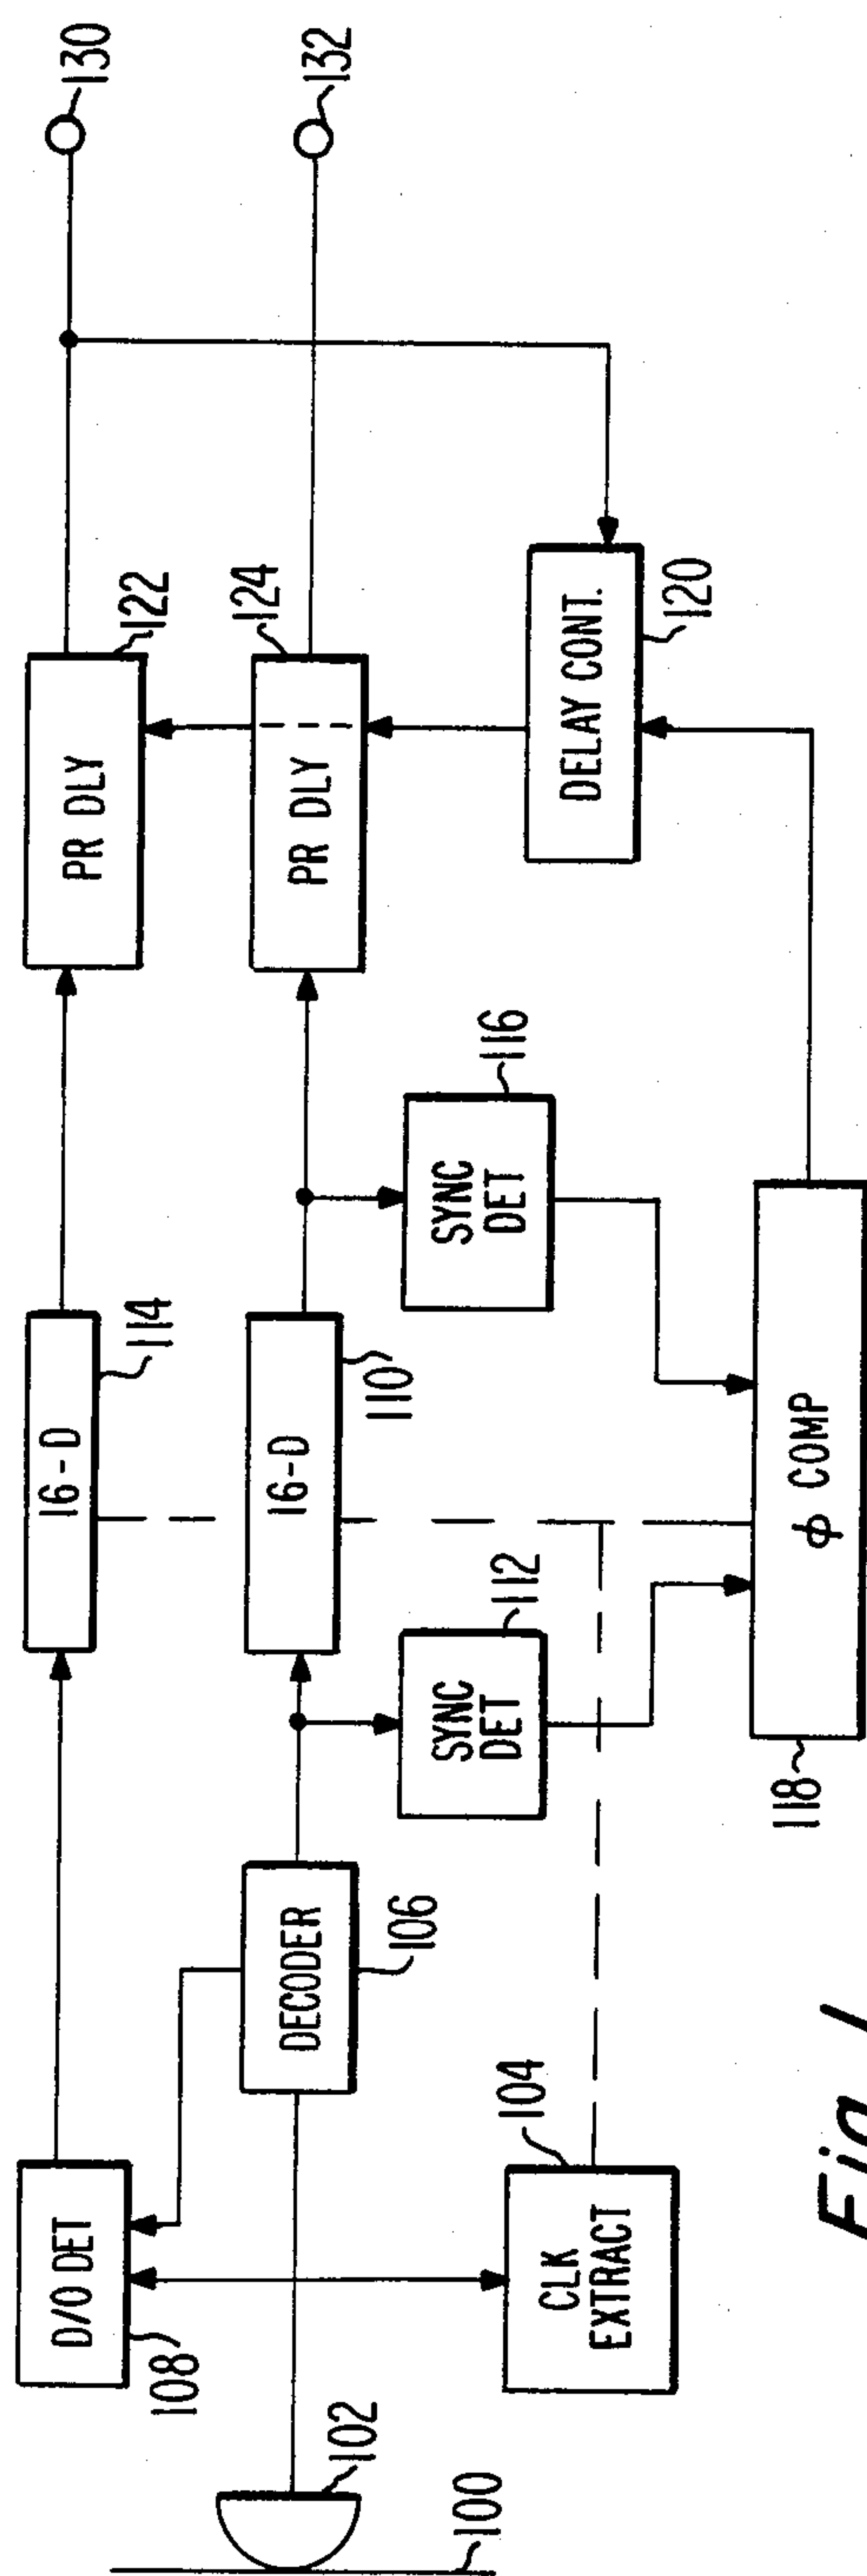 130
132
122
PR DLY
124
PR DLY
DELAY CONT.
120
114
16-D
110
16-D
116
SYNC
DET
112
SYNC
DET
φ COMP
118
106
DECODER
104
CLK
EXTRACT
D/O DET
108
102
100
Fig. 1